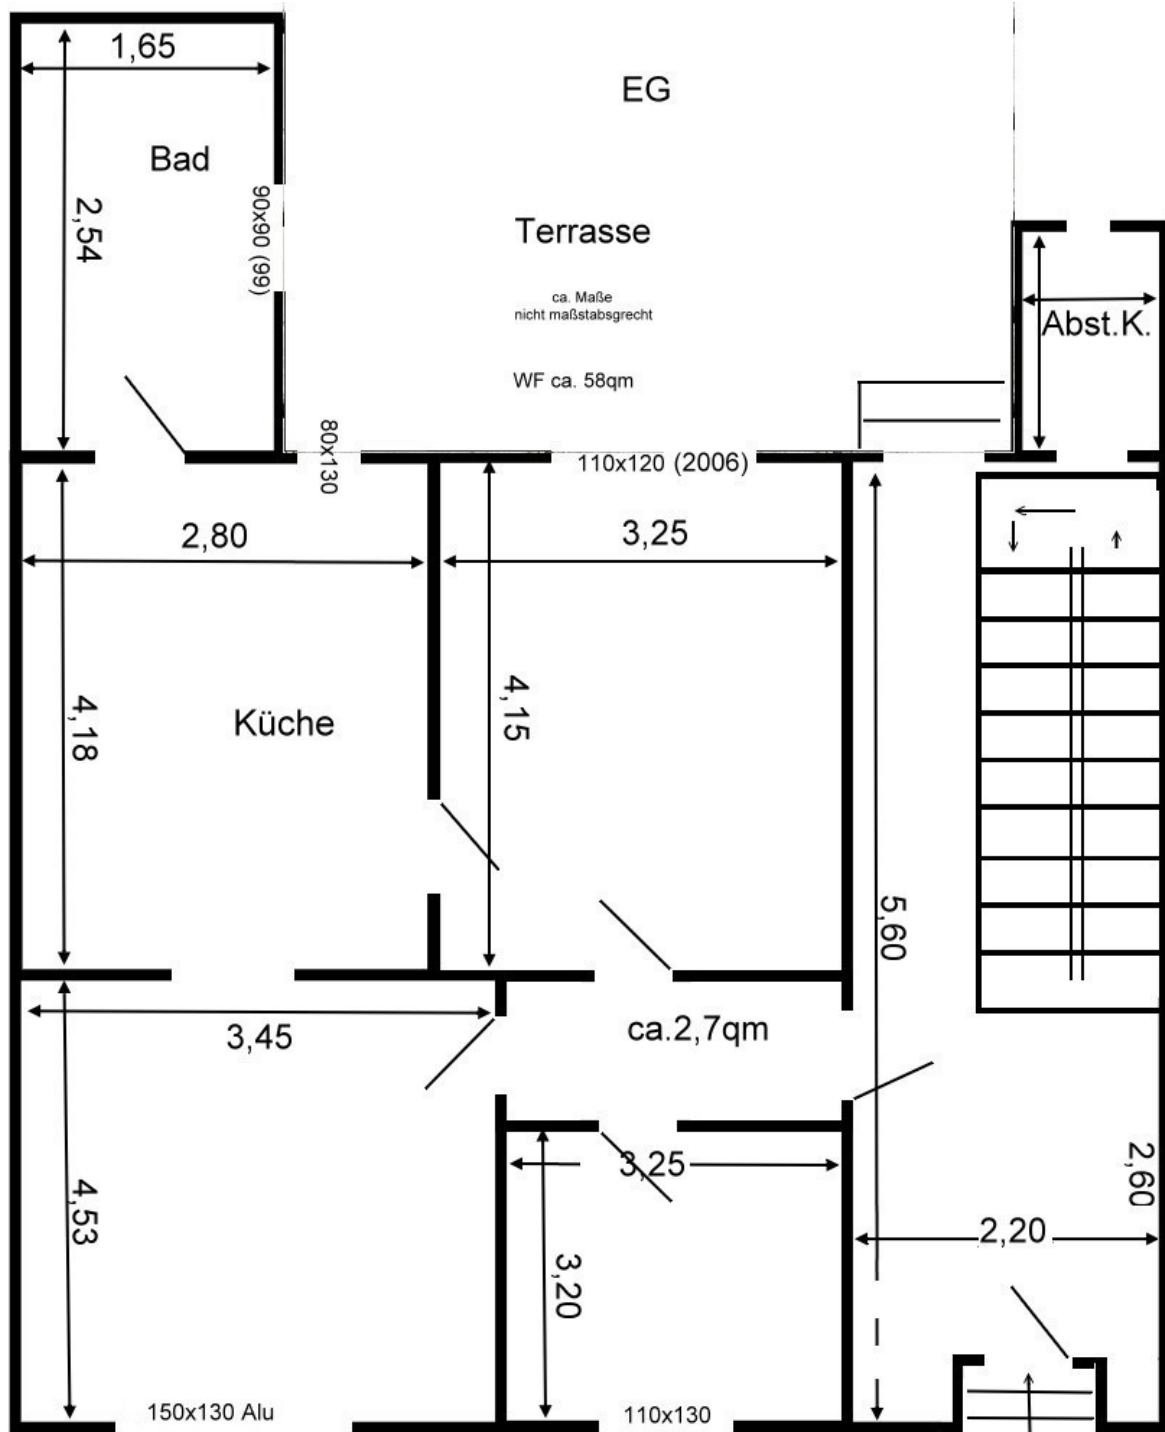 1,65
EG
Bad
2,54
90x60 (99)
Terrasse
ca. Maße
nicht maßstabsgrecht
Abst.K.
WF ca. 58qm
80x130
110x120 (2006)
2,80
3,25
4,18
Küche
4,15
5,60
3,45
ca.2,7qm
4,53
3,25
2,60
3,20
2,20
150x130 Alu
110x130